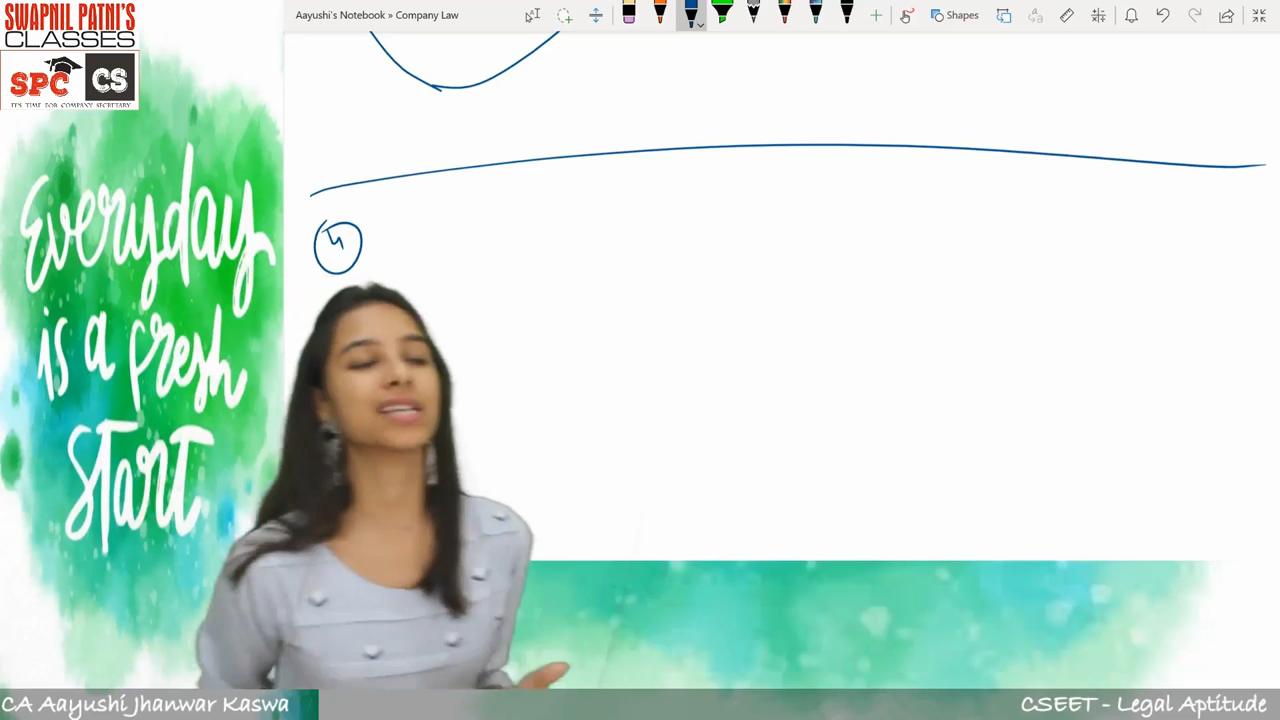 SWAPNIL PATNI'S
CLASSES
SPC CS
IT'S TIME FOR COMPANY SECRETARY
Aayushi's Notebook » Company Law
Shapes
Everyday
is a fresh
start
4
CA Aayushi Jhanwar Kaswa
CSEET - Legal Aptitude